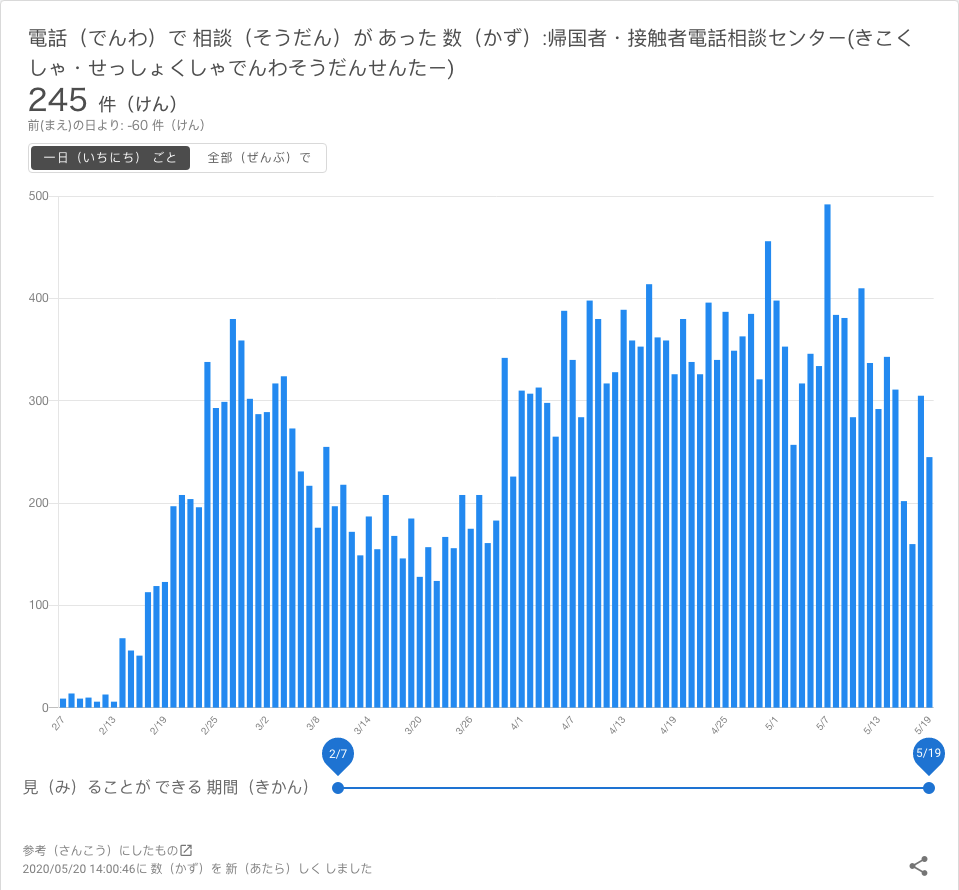 電話（でんわ）で 相談（そうだん）が あった 数（かず）:帰国者・接触者電話相談センター(きこく
しゃ・せっしょくしゃでんわそうだんせんたー)
245 件（けん）
前(まえ)の日より: -60 件（けん）
一日（いちにち） ごと 全部（ぜんぶ）で
500
400
300
200
100
0
2/7 2/13 2/19 2/25 3/2 3/8 3/14 3/20 3/26 4/1 4/7 4/13 4/19 4/25 5/1 5/7 5/13 5/19
2/7 5/19
見（み）ることが できる 期間（きかん）
参考（さんこう）にしたもの
2020/05/20 14:00:46に 数（かず）を 新（あたら）しく しました